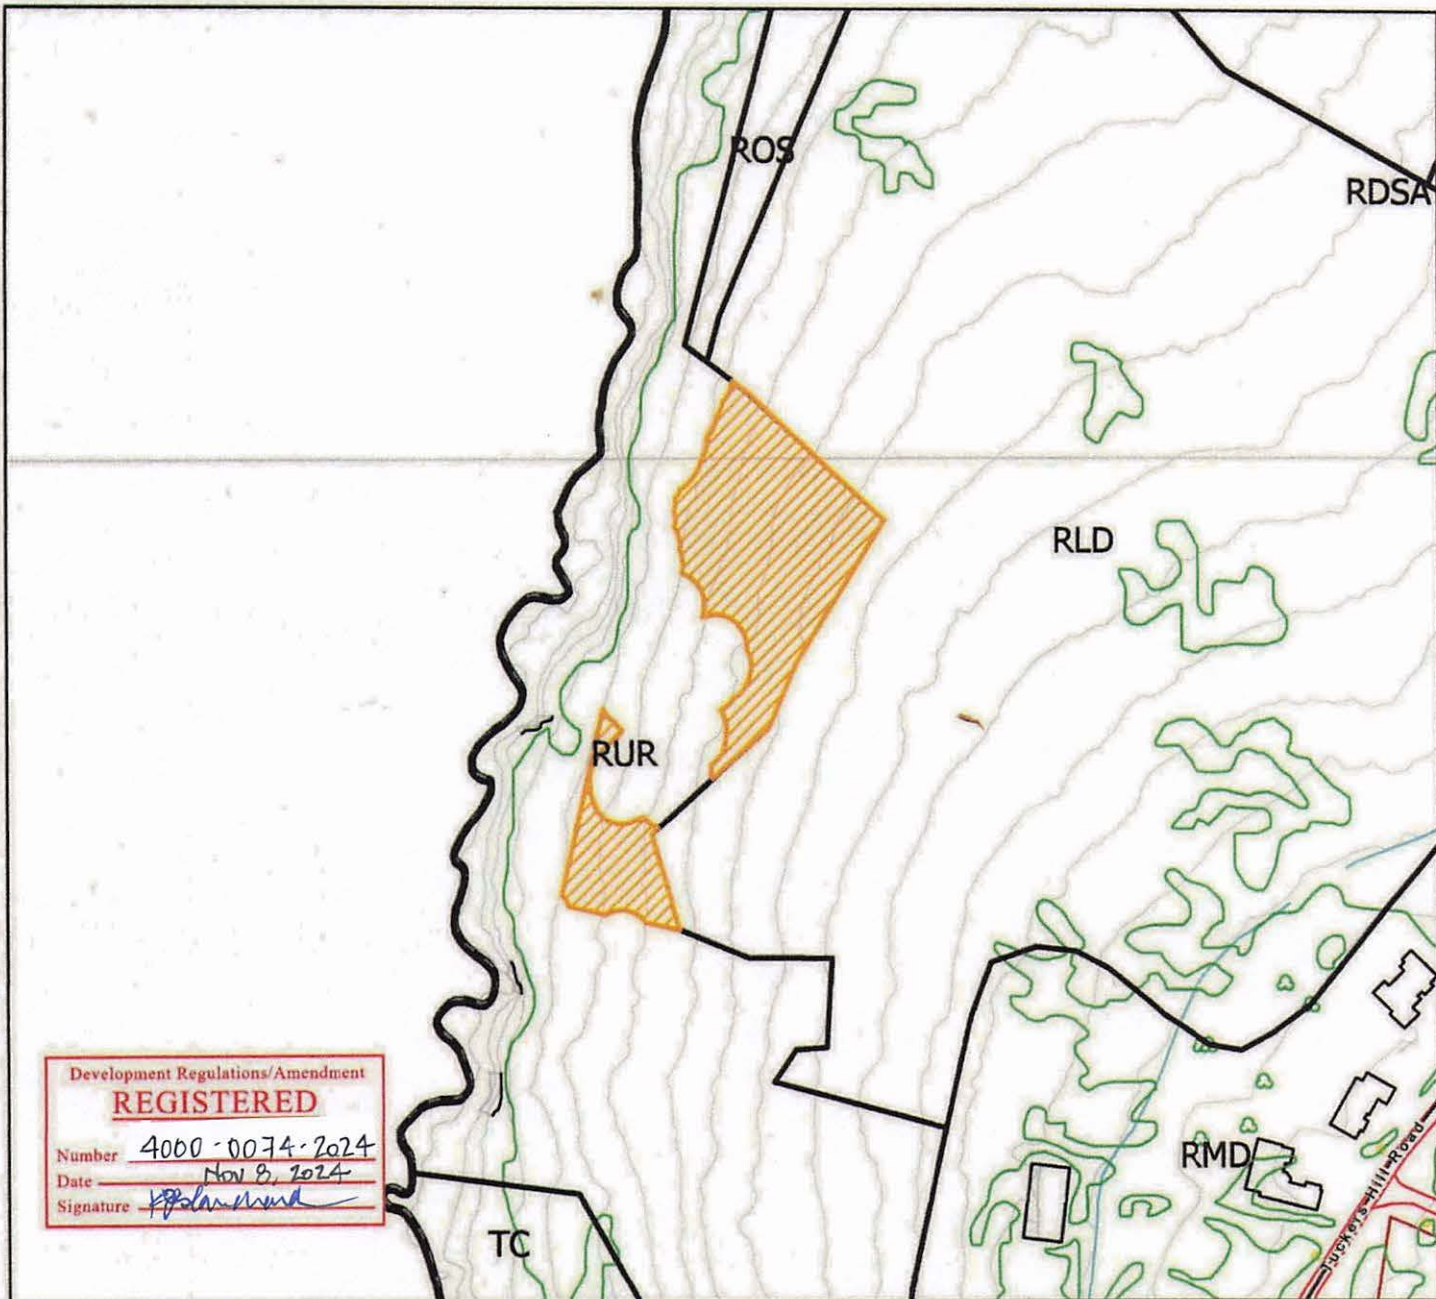 ROS
RDSA
RLD
RUR
Development Regulations/Amendment
REGISTERED
Number 4000-0074-2024
Date Nov 8, 2024
Signature
RMD
Tuckers-Hill-Road
TC